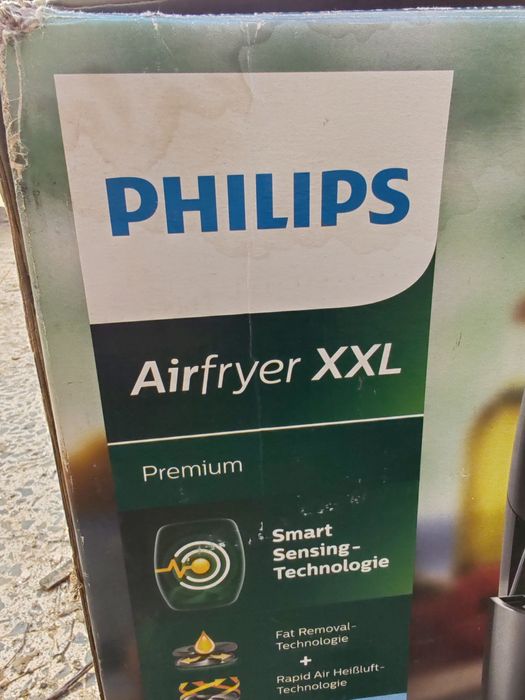 PHILIPS
Airfryer XXL
Premium
Smart
Sensing-
Technologie
Fat Removal-
Technologie
+
Rapid Air Heißluft-
Technologie